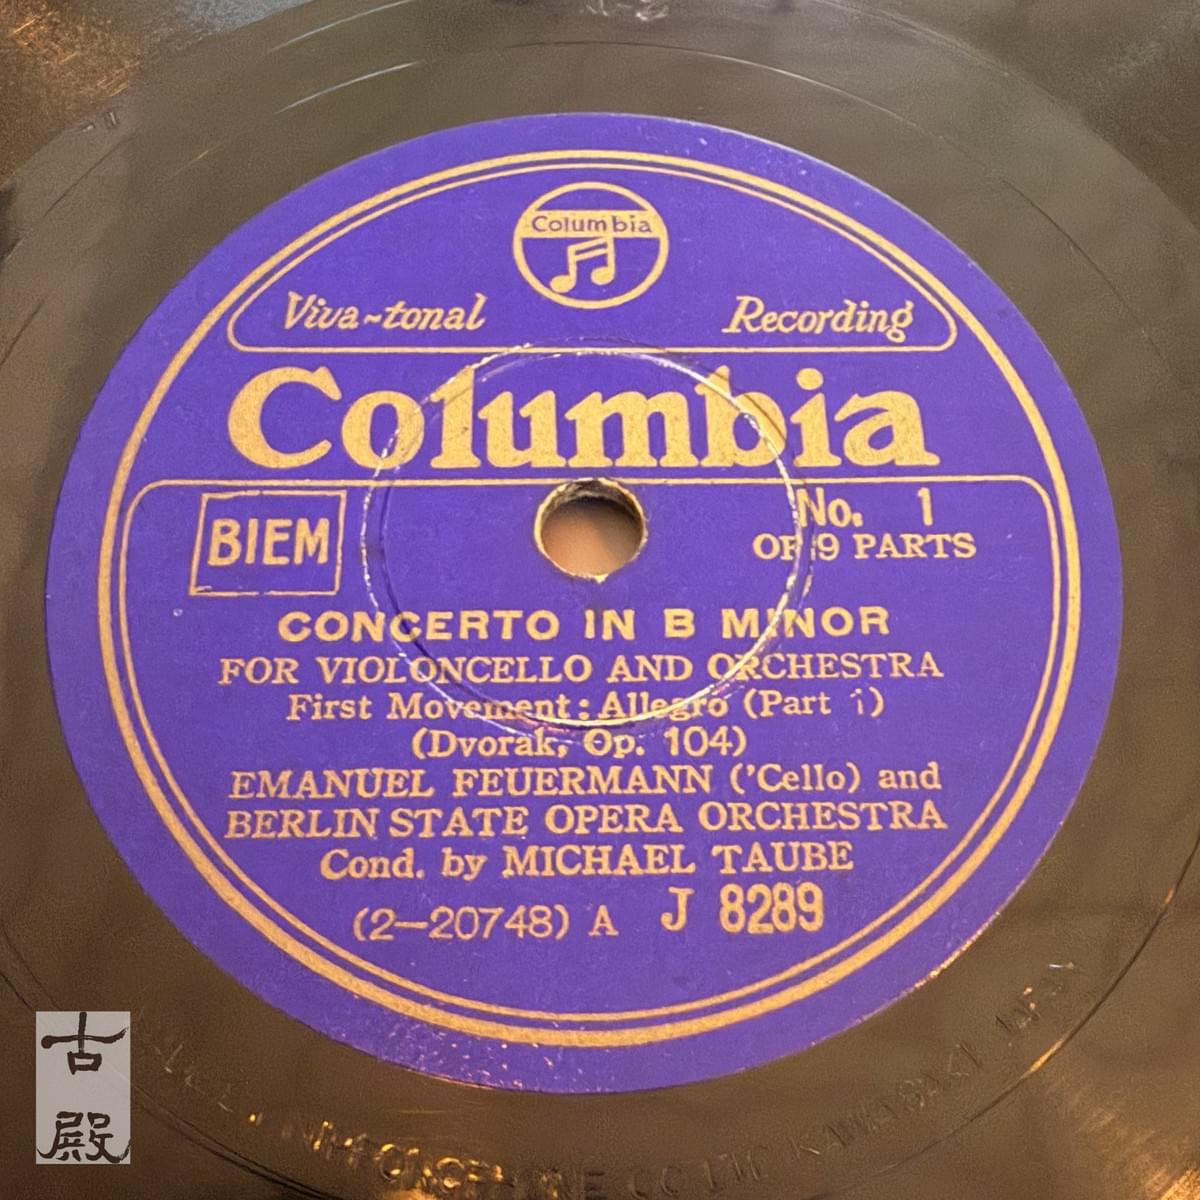 Columbia
Viva-tonal Recording
Columbia
BIEM
No. 1
OF 9 PARTS
CONCERTO IN B MINOR
FOR VIOLONCELLO AND ORCHESTRA
First Movement: Allegro (Part 1)
(Dvorak, Op. 104)
EMANUEL FEUERMANN ('Cello) and
BERLIN STATE OPERA ORCHESTRA
Cond. by MICHAEL TAUBE
(2-20748) A J 8289
古殿